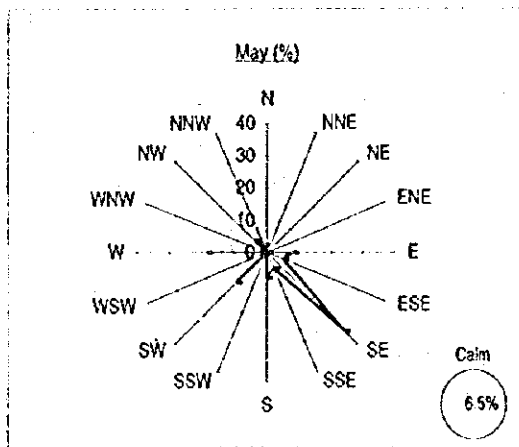 May (%)
N
NNW 40 NNE
NW 30 NE
20
WNW ENE
10
W 0 E
WSW ESE
SW SE
SSW SSE
S
Calm
6.5%